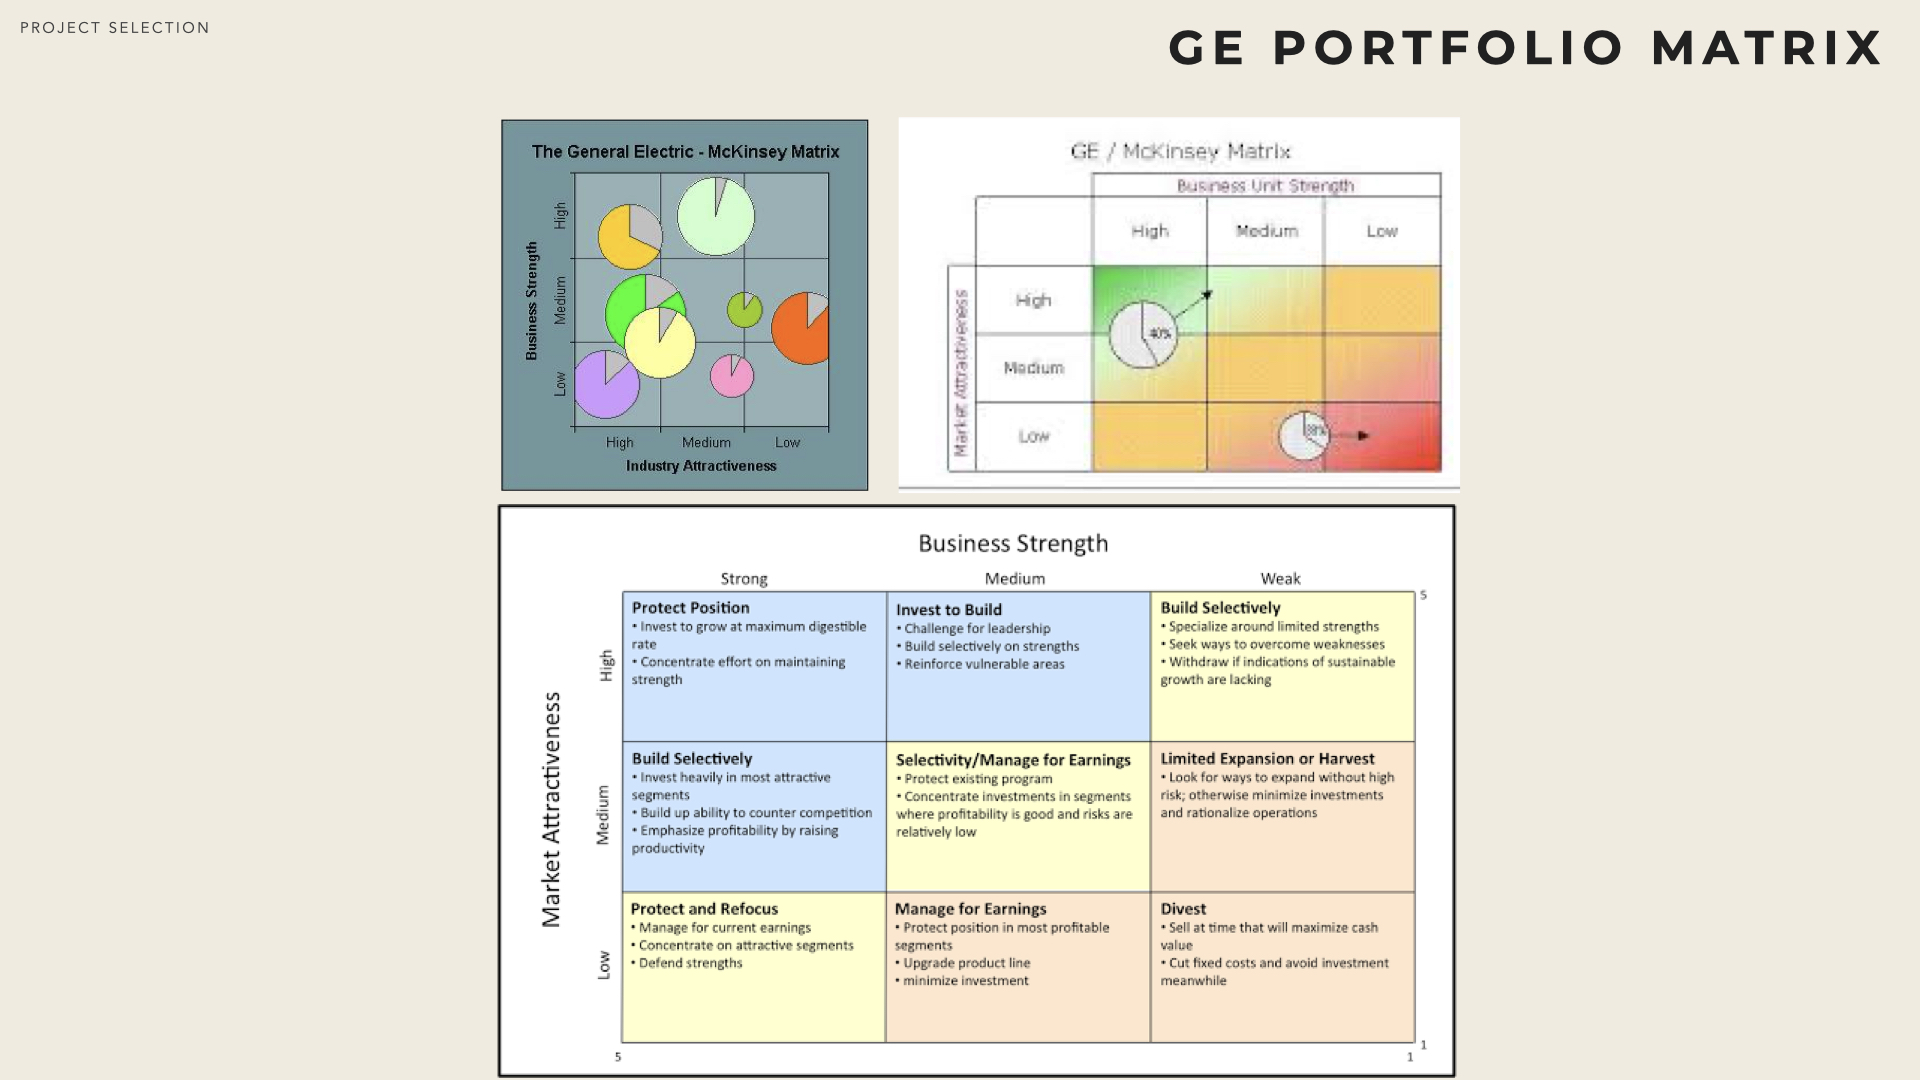 PROJECT SELECTION
GE PORTFOLIO MATRIX
The General Electric - McKinsey Matrix
Business Strength
High
Medium
Low
High
Medium
Low
Industry Attractiveness
GE / McKinsey Matrix
Business Unit Strength
High
Medium
Low
Market Attractiveness
High
Medium
Low
40%
Business Strength
Strong
Medium
Weak
Market Attractiveness
High
Medium
Low
Protect Position
• Invest to grow at maximum digestible
rate
• Concentrate effort on maintaining
strength
Invest to Build
• Challenge for leadership
• Build selectively on strengths
• Reinforce vulnerable areas
Build Selectively
• Specialize around limited strengths
• Seek ways to overcome weaknesses
• Withdraw if indications of sustainable
growth are lacking
5
Build Selectively
• Invest heavily in most attractive
segments
• Build up ability to counter competition
• Emphasize profitability by raising
productivity
Selectivity/Manage for Earnings
• Protect existing program
• Concentrate investments in segments
where profitability is good and risks are
relatively low
Limited Expansion or Harvest
• Look for ways to expand without high
risk; otherwise minimize investments
and rationalize operations
Protect and Refocus
• Manage for current earnings
• Concentrate on attractive segments
• Defend strengths
Manage for Earnings
• Protect position in most profitable
segments
• Upgrade product line
• minimize investment
Divest
• Sell at time that will maximize cash
value
• Cut fixed costs and avoid investment
meanwhile
1
5
1